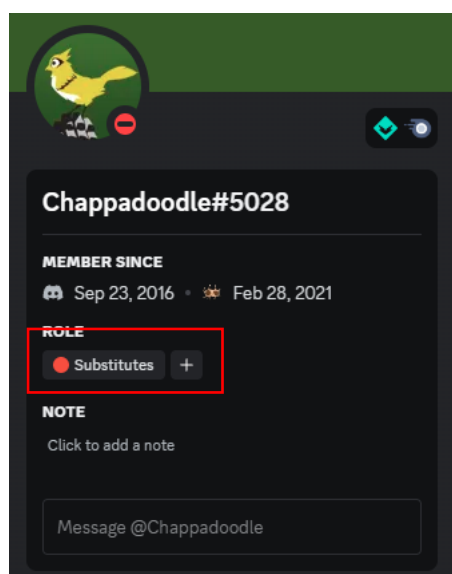 Chappadoodle#5028
MEMBER SINCE
Sep 23, 2016 • Feb 28, 2021
ROLE
Substitutes +
NOTE
Click to add a note
Message @Chappadoodle